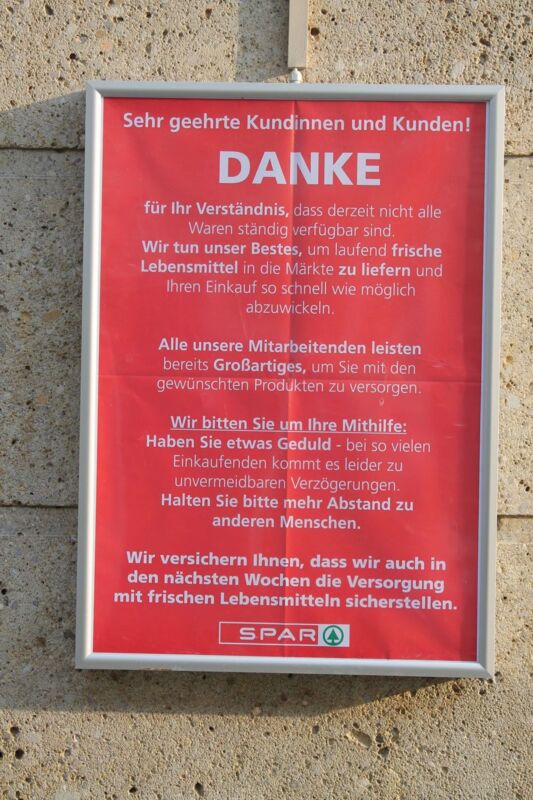 Sehr geehrte Kundinnen und Kunden!
DANKE
für Ihr Verständnis, dass derzeit nicht alle
Waren ständig verfügbar sind.
Wir tun unser Bestes, um laufend frische
Lebensmittel in die Märkte zu liefern und
Ihren Einkauf so schnell wie möglich
abzuwickeln.
Alle unsere Mitarbeitenden leisten
bereits Großartiges, um Sie mit den
gewünschten Produkten zu versorgen.
Wir bitten Sie um Ihre Mithilfe:
Haben Sie etwas Geduld - bei so vielen
Einkaufenden kommt es leider zu
unvermeidbaren Verzögerungen.
Halten Sie bitte mehr Abstand zu
anderen Menschen.
Wir versichern Ihnen, dass wir auch in
den nächsten Wochen die Versorgung
mit frischen Lebensmitteln sicherstellen.
SPAR